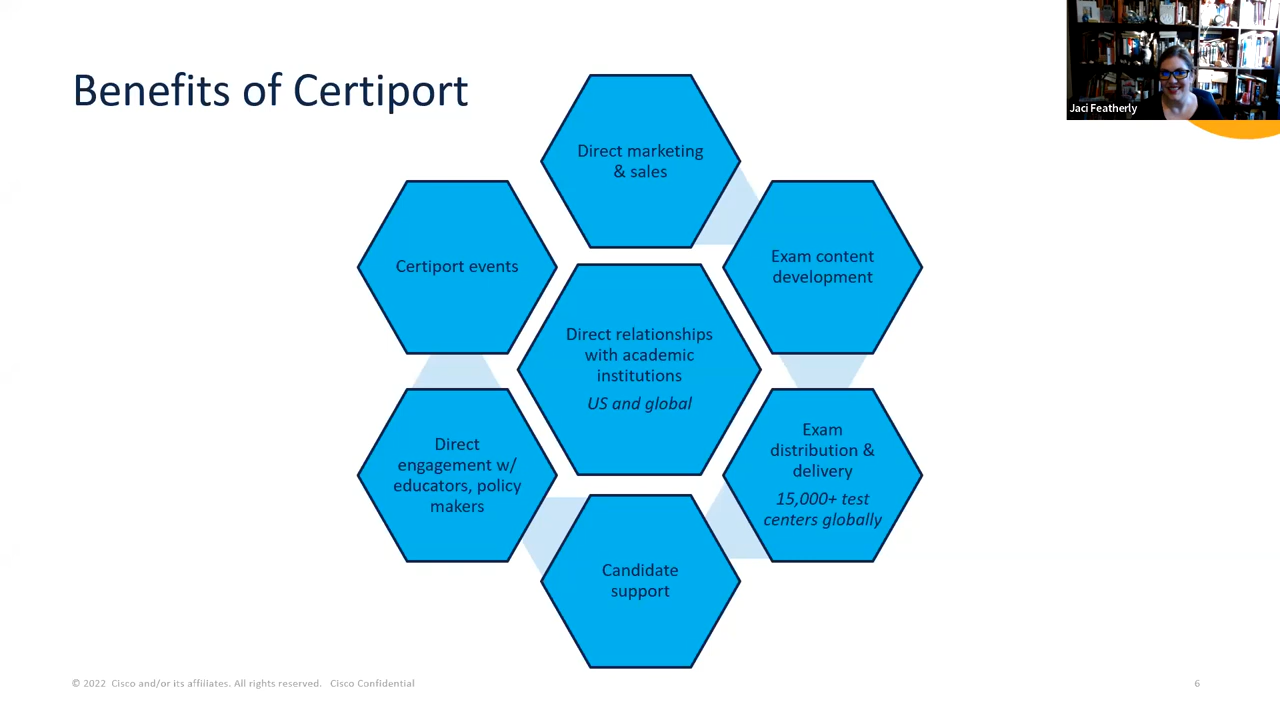 Benefits of Certiport
Jaci Featherly
Direct marketing
& sales
Exam content
development
Exam
distribution &
delivery
15,000+ test
centers globally
Candidate
support
Direct
engagement w/
educators, policy
makers
Certiport events
Direct relationships
with academic
institutions
US and global
© 2022 Cisco and/or its affiliates. All rights reserved. Cisco Confidential
6